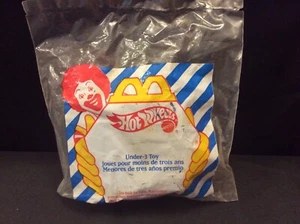 Hot Wheels
Under-3 Toy
Jouet pour moins de trois ans
Menores de tres años premio